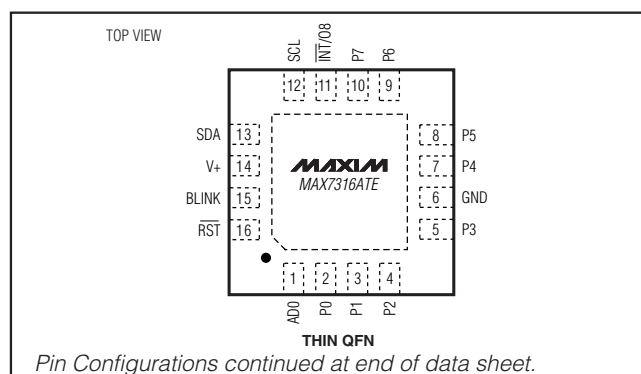 TOP VIEW
SCL
INT/O8
P7
P6
12 11 10 9
SDA 13
V+ 14
BLINK 15
RST 16
8 P5
7 P4
6 GND
5 P3
MAXIM
MAX7316ATE
1 2 3 4
AD0
P0
P1
P2
THIN QFN
Pin Configurations continued at end of data sheet.